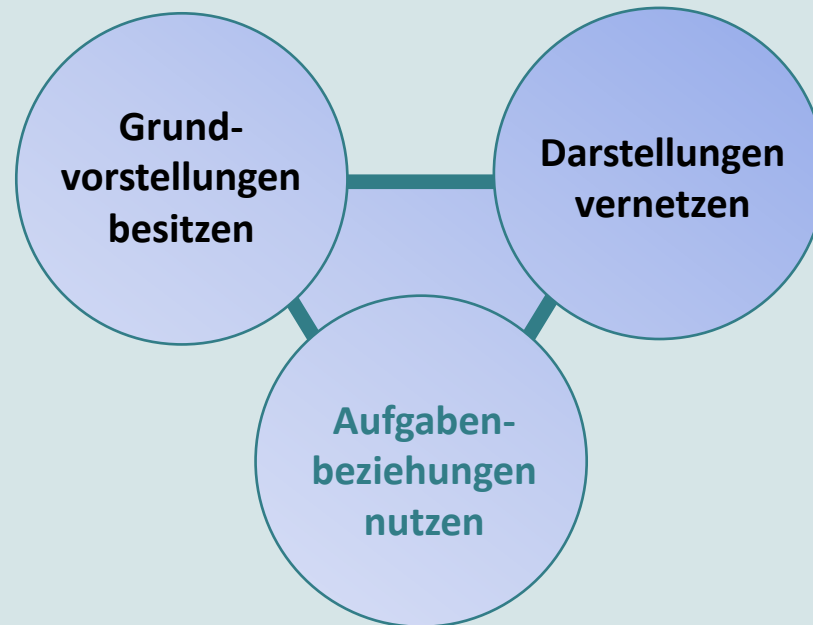 Grund-
vorstellungen
besitzen
Darstellungen
vernetzen
Aufgaben-
beziehungen
nutzen